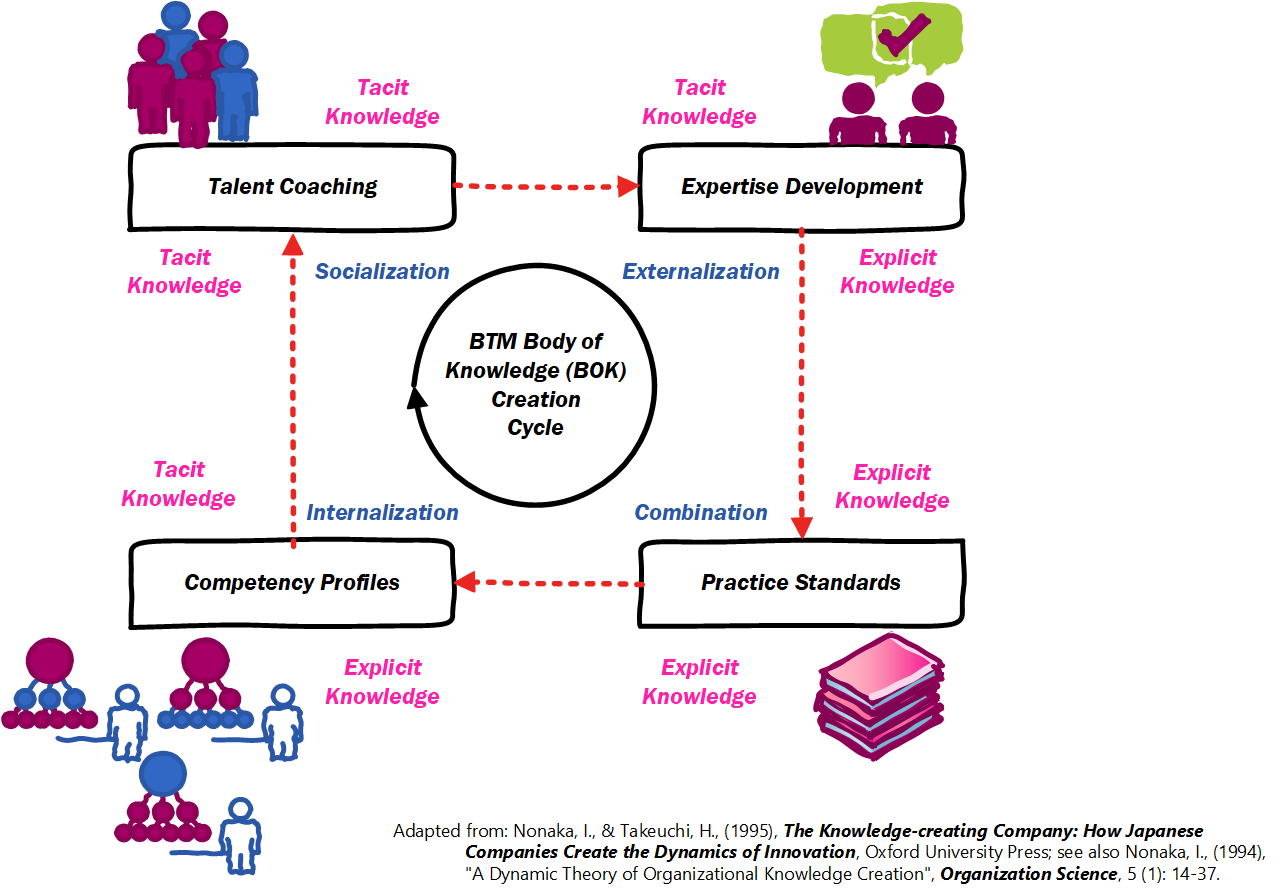 Tacit
Knowledge
Tacit
Knowledge
Talent Coaching
Expertise Development
Tacit
Knowledge
Socialization
Externalization
Explicit
Knowledge
BTM Body of
Knowledge (BOK)
Creation
Cycle
Tacit
Knowledge
Internalization
Combination
Explicit
Knowledge
Competency Profiles
Practice Standards
Explicit
Knowledge
Explicit
Knowledge
Adapted from: Nonaka, I., & Takeuchi, H., (1995), The Knowledge-creating Company: How Japanese
Companies Create the Dynamics of Innovation, Oxford University Press; see also Nonaka, I., (1994),
"A Dynamic Theory of Organizational Knowledge Creation", Organization Science, 5 (1): 14-37.